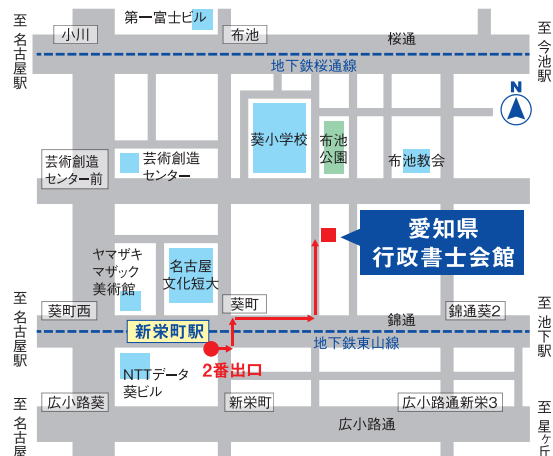 第一富士ビル
至 名古屋駅
小川
布池
桜通
至 今池駅
地下鉄桜通線
N
葵小学校
布池
公園
芸術創造
センター前
芸術創造
センター
布池教会
愛知県
行政書士会館
ヤマザキ
マザック
美術館
名古屋
文化短大
至 名古屋駅
葵町西
葵町
錦通
錦通葵2
至 池下駅
新栄町駅
地下鉄東山線
2番出口
NTTデータ
葵ビル
至 名古屋
広小路葵
新栄町
広小路通新栄3
広小路通
至 星ヶ丘